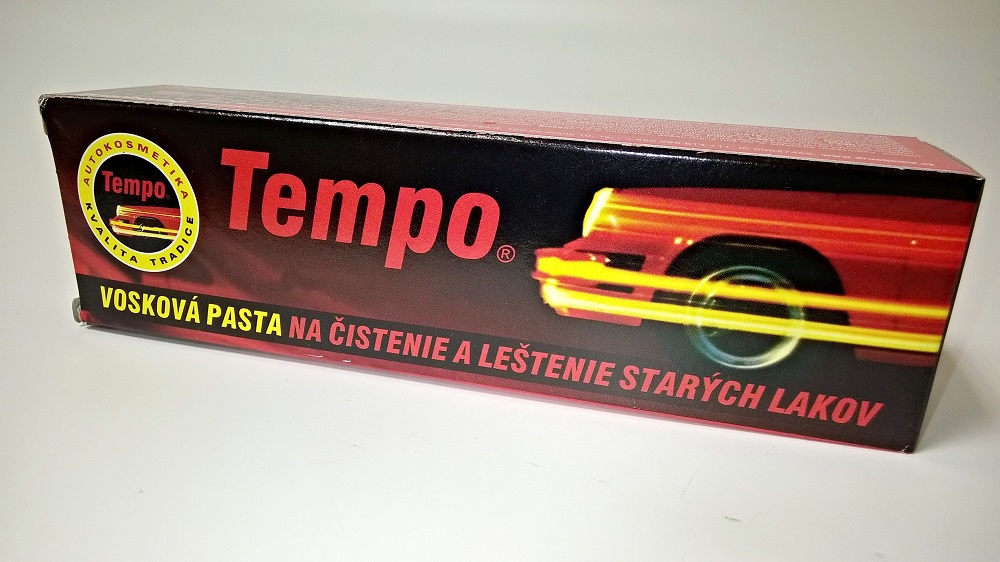 AUTOKOSMETIKA
Tempo
KVALITA TRADICE
Tempo®
VOSKOVÁ PASTA NA ČISTENIE A LEŠTENIE STARÝCH LAKOV